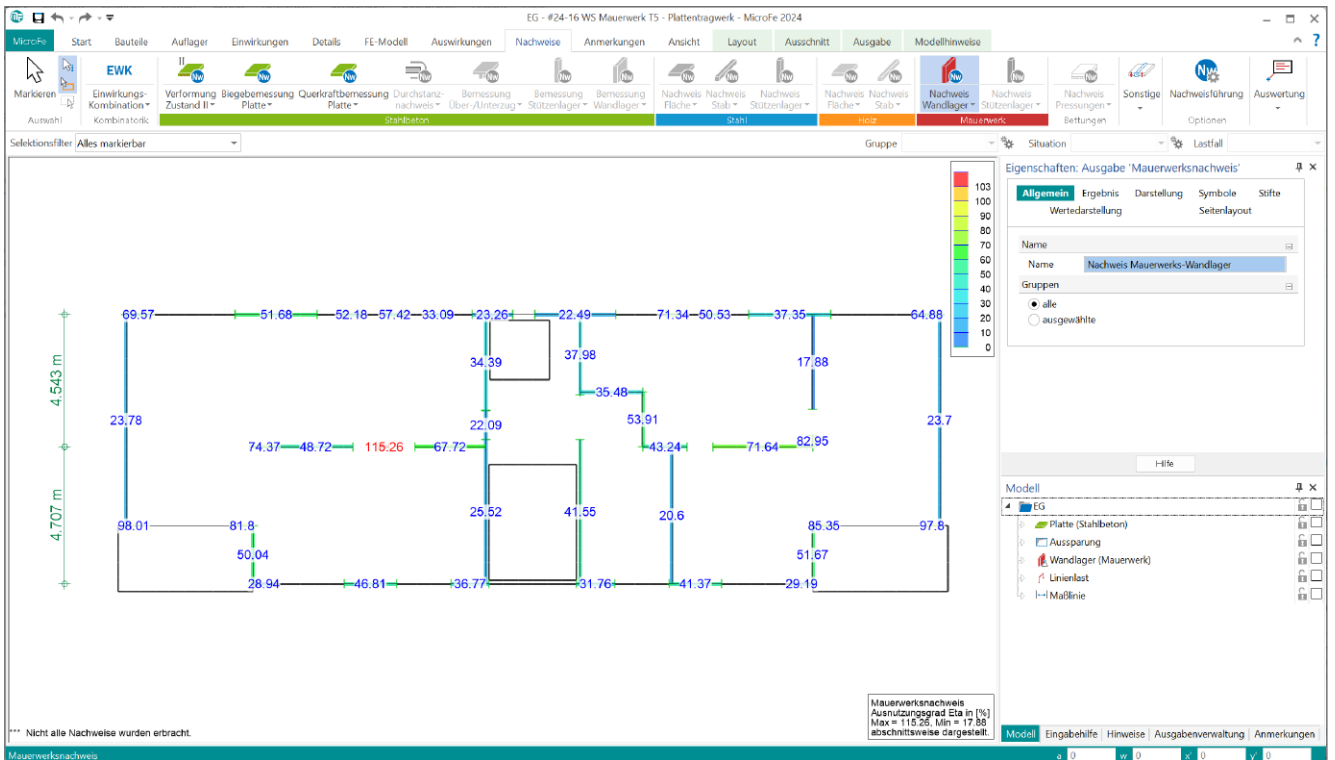 EG - #24-16 WS Mauerwerk T5 - Plattentragwerk - MicroFe 2024
MicroFe Start Bauteile Auflager Einwirkungen Details FE-Modell Auswirkungen Nachweise Anmerkungen Ansicht Layout Ausschnitt Ausgabe Modellhinweise
EWK
Markieren Einwirkungs- Verformung Biegebemessung Querkraftbemessung Durchstanz- Bemessung Bemessung Bemessung Nachweis Nachweis Nachweis Nachweis Nachweis Nachweis Nachweis Nachweis Sonstige Nachweisführung Auswertung
Kombination Zustand II Platte Platte nachweis Über-/Unterzug Stützenlager Wandlager Fläche Stab Stützenlager Fläche Stab Wandlager Stützenlager Pressungen
Auswahl Kombinatorik Stahlbeton Stahl Holz Mauerwerk Bettungen Optionen
Selektionsfilter Alles markierbar Gruppe Situation Lastfall
Eigenschaften: Ausgabe 'Mauerwerksnachweis'
Allgemein Ergebnis Darstellung Symbole Stifte
Wertedarstellung Seitenlayout
Name
Name Nachweis Mauerwerks-Wandlager
Gruppen
alle
ausgewählte
Hilfe
103
100
90
80
70
60
50
40
30
20
10
0
69.57 51.68 52.18 57.42 33.09 23.26 22.49 71.34 50.53 37.35 64.88
4.543 m
34.39 37.98 17.88
35.48
23.78 22.09 53.91 23.7
74.37 48.72 115.26 67.72 43.24 71.64 82.95
4.707 m
25.52 41.55 20.6
98.01 81.8 85.35 97.8
50.04 51.67
28.94 46.81 36.77 31.76 41.37 29.19
Modell
EG
Platte (Stahlbeton)
Aussparung
Wandlager (Mauerwerk)
Linienlast
Maßlinie
Mauerwerksnachweis
Ausnutzungsgrad Eta in [%]
Max = 115.26, Min = 17.88
abschnittsweise dargestellt.
*** Nicht alle Nachweise wurden erbracht.
Modell Eingabehilfe Hinweise Ausgabenverwaltung Anmerkungen
Mauerwerksnachweis a 0 w 0 x' 0 y' 0